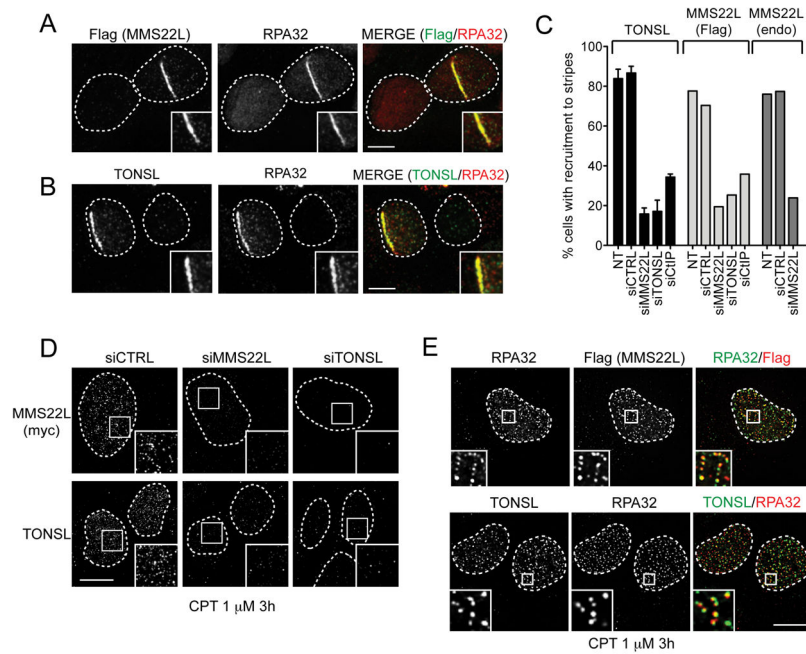 A
Flag (MMS22L) RPA32 MERGE (Flag/RPA32)
B
TONSL RPA32 MERGE (TONSL/RPA32)
C
MMS22L (Flag)
MMS22L (endo)
TONSL
% cells with recruitment to stripes
100
80
60
40
20
0
NT
siCTRL
siMMS22L
siTONSL
siCtIP
NT
siCTRL
siMMS22L
siTONSL
siCtIP
NT
siCTRL
siMMS22L
D
siCTRL siMMS22L siTONSL
MMS22L
(myc)
TONSL
CPT 1 μM 3h
E
RPA32 Flag (MMS22L) RPA32/Flag
TONSL RPA32 TONSL/RPA32
CPT 1 μM 3h